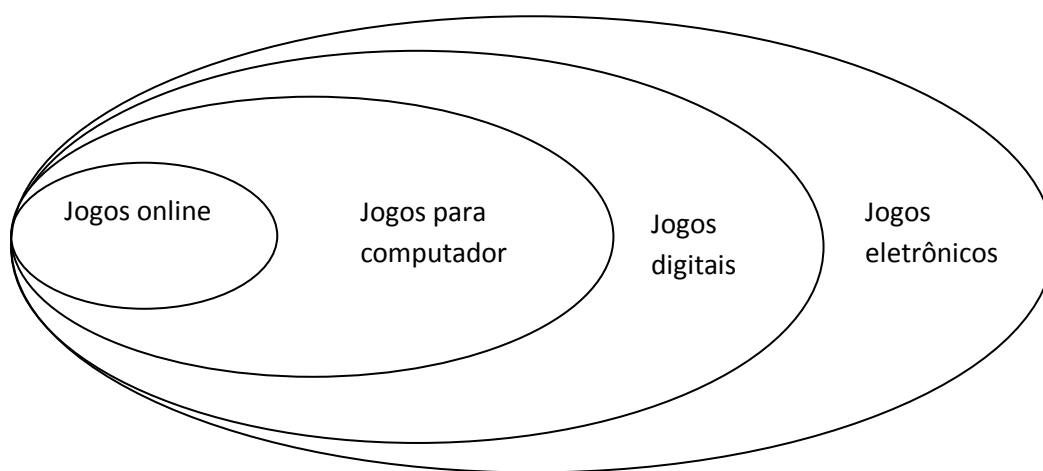 Jogos online
Jogos para
computador
Jogos
digitais
Jogos
eletrônicos